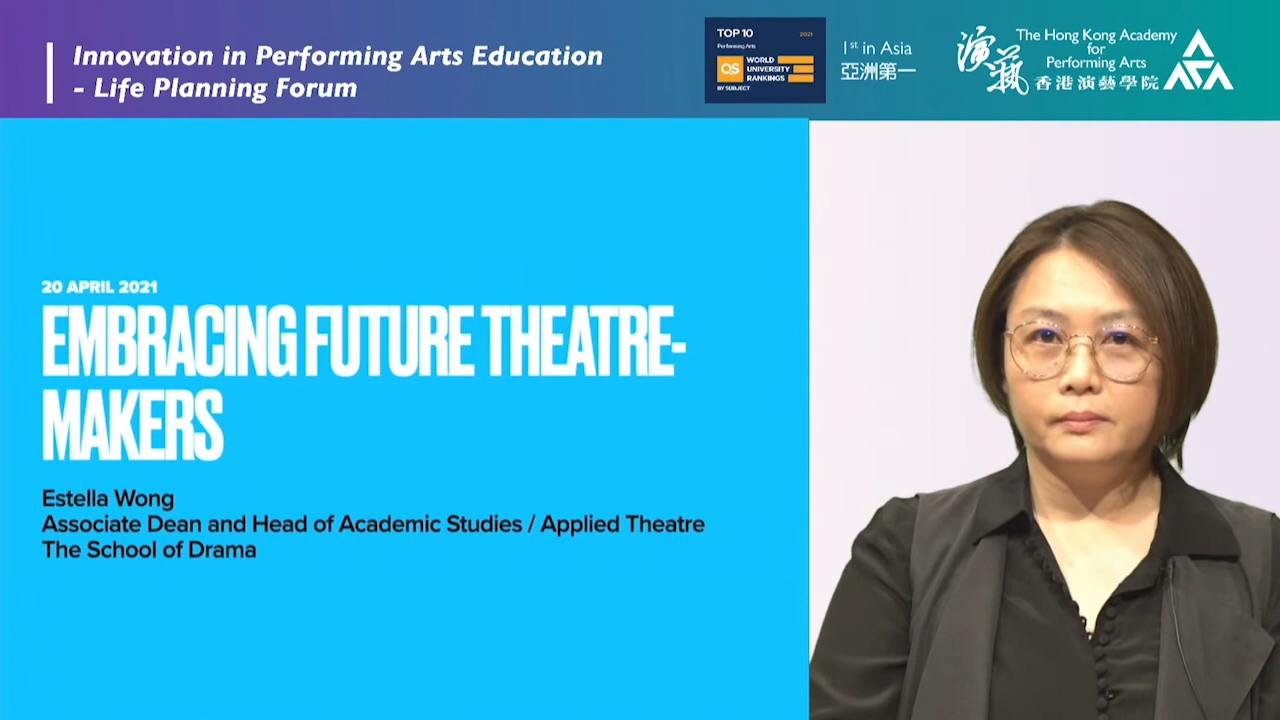 Innovation in Performing Arts Education
- Life Planning Forum
TOP 10 2021
Performing Arts
QS WORLD
UNIVERSITY
RANKINGS
BY SUBJECT
1st in Asia
亞洲第一
演藝
The Hong Kong Academy
for
Performing Arts
香港演藝學院
20 APRIL 2021
EMBRACING FUTURE THEATRE-
MAKERS
Estella Wong
Associate Dean and Head of Academic Studies / Applied Theatre
The School of Drama